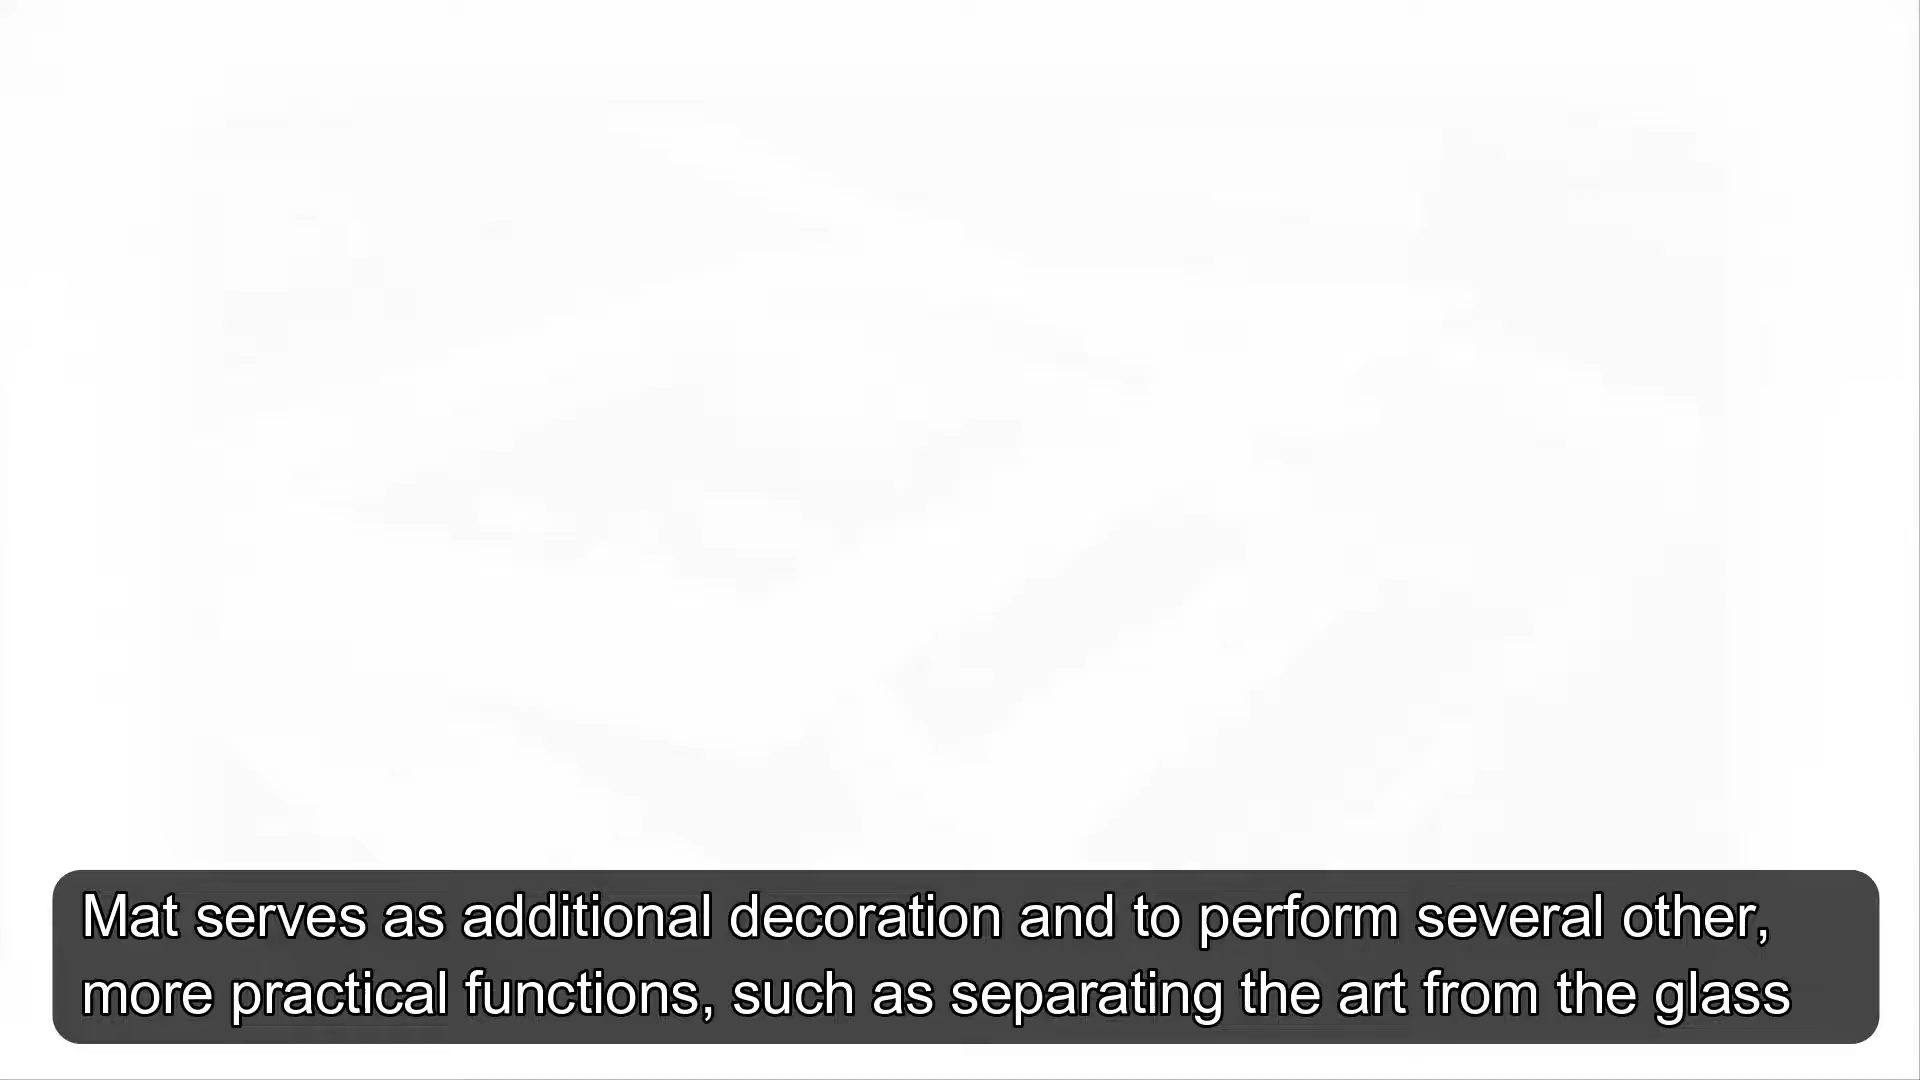 Mat serves as additional decoration and to perform several other,
more practical functions, such as separating the art from the glass